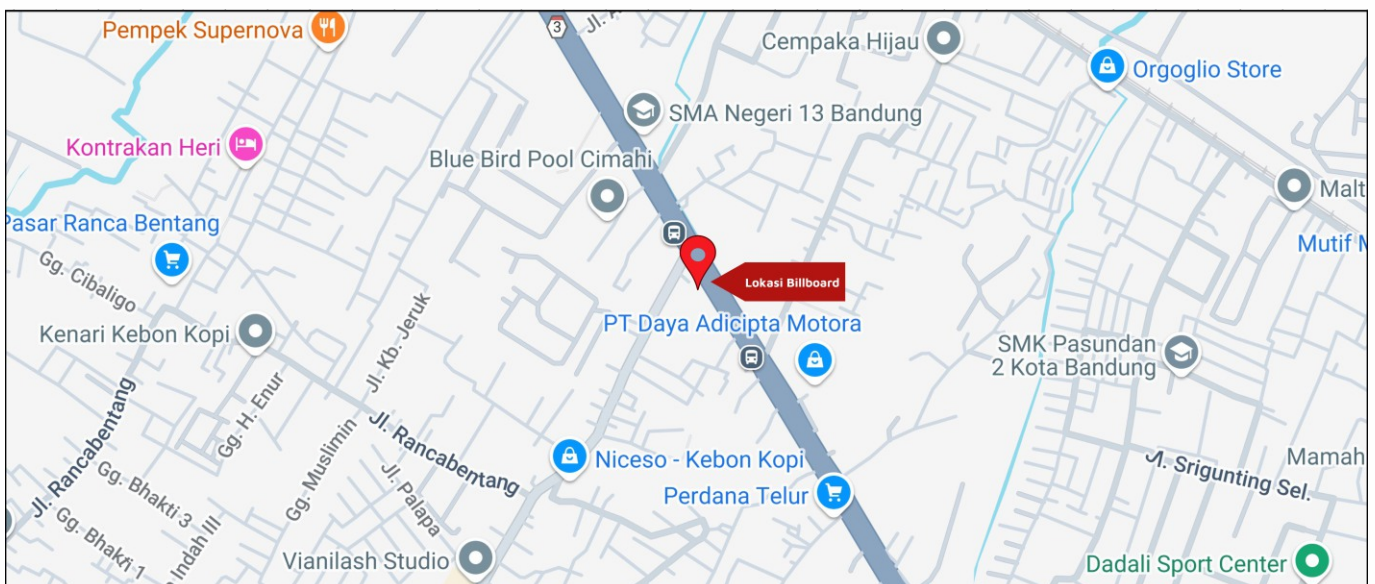 Pempek Supernova
3
Cempaka Hijau
Orgoglio Store
SMA Negeri 13 Bandung
Kontrakan Heri
Blue Bird Pool Cimahi
Malt
Pasar Ranca Bentang
Mutif
Gg. Cibaligo
Lokasi Billboard
Kenari Kebon Kopi
Jl. Kb. Jeruk
PT Daya Adicipta Motora
SMK Pasundan
2 Kota Bandung
Gg. H. Enur
Gg. Muslimin
Jl. Rancabentang
Jl. Rancabentang
Niceso - Kebon Kopi
Mamah
Jl. Srigunting Sel.
Gg. Bhakti 3
Jl. Palapa
Perdana Telur
Gg. Bhakti 1
Indah III
Vianilash Studio
Dadali Sport Center